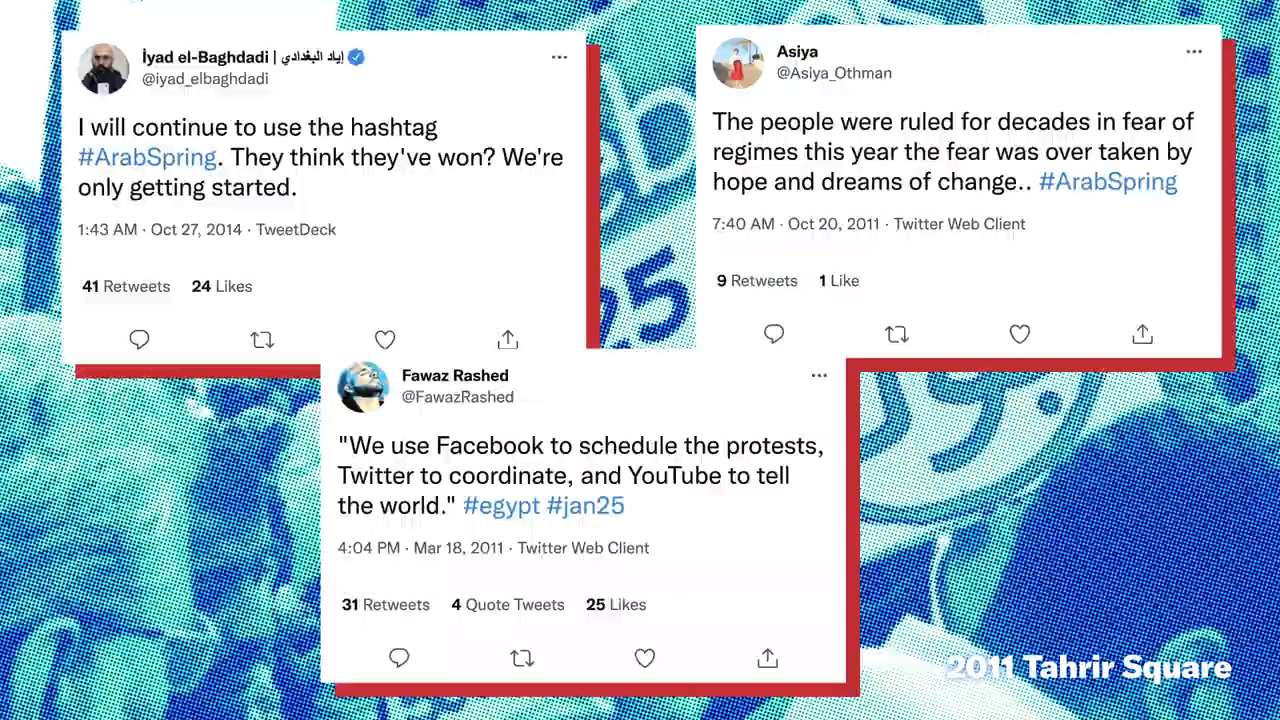 İyad el-Baghdadi | إياد البغدادي
@iyad_elbaghdadi
I will continue to use the hashtag
#ArabSpring. They think they've won? We're
only getting started.
1:43 AM · Oct 27, 2014 · TweetDeck
41 Retweets 24 Likes
Asiya
@Asiya_Othman
The people were ruled for decades in fear of
regimes this year the fear was over taken by
hope and dreams of change.. #ArabSpring
7:40 AM · Oct 20, 2011 · Twitter Web Client
9 Retweets 1 Like
25
Fawaz Rashed
@FawazRashed
"We use Facebook to schedule the protests,
Twitter to coordinate, and YouTube to tell
the world." #egypt #jan25
4:04 PM · Mar 18, 2011 · Twitter Web Client
31 Retweets 4 Quote Tweets 25 Likes
2011 Tahrir Square